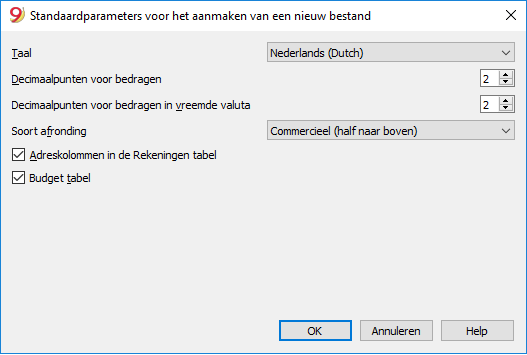 9 Standaardparameters voor het aanmaken van een nieuw bestand
Taal Nederlands (Dutch)
Decimaalpunten voor bedragen 2
Decimaalpunten voor bedragen in vreemde valuta 2
Soort afronding Commercieel (half naar boven)
Adreskolommen in de Rekeningen tabel
Budget tabel
OK Annuleren Help